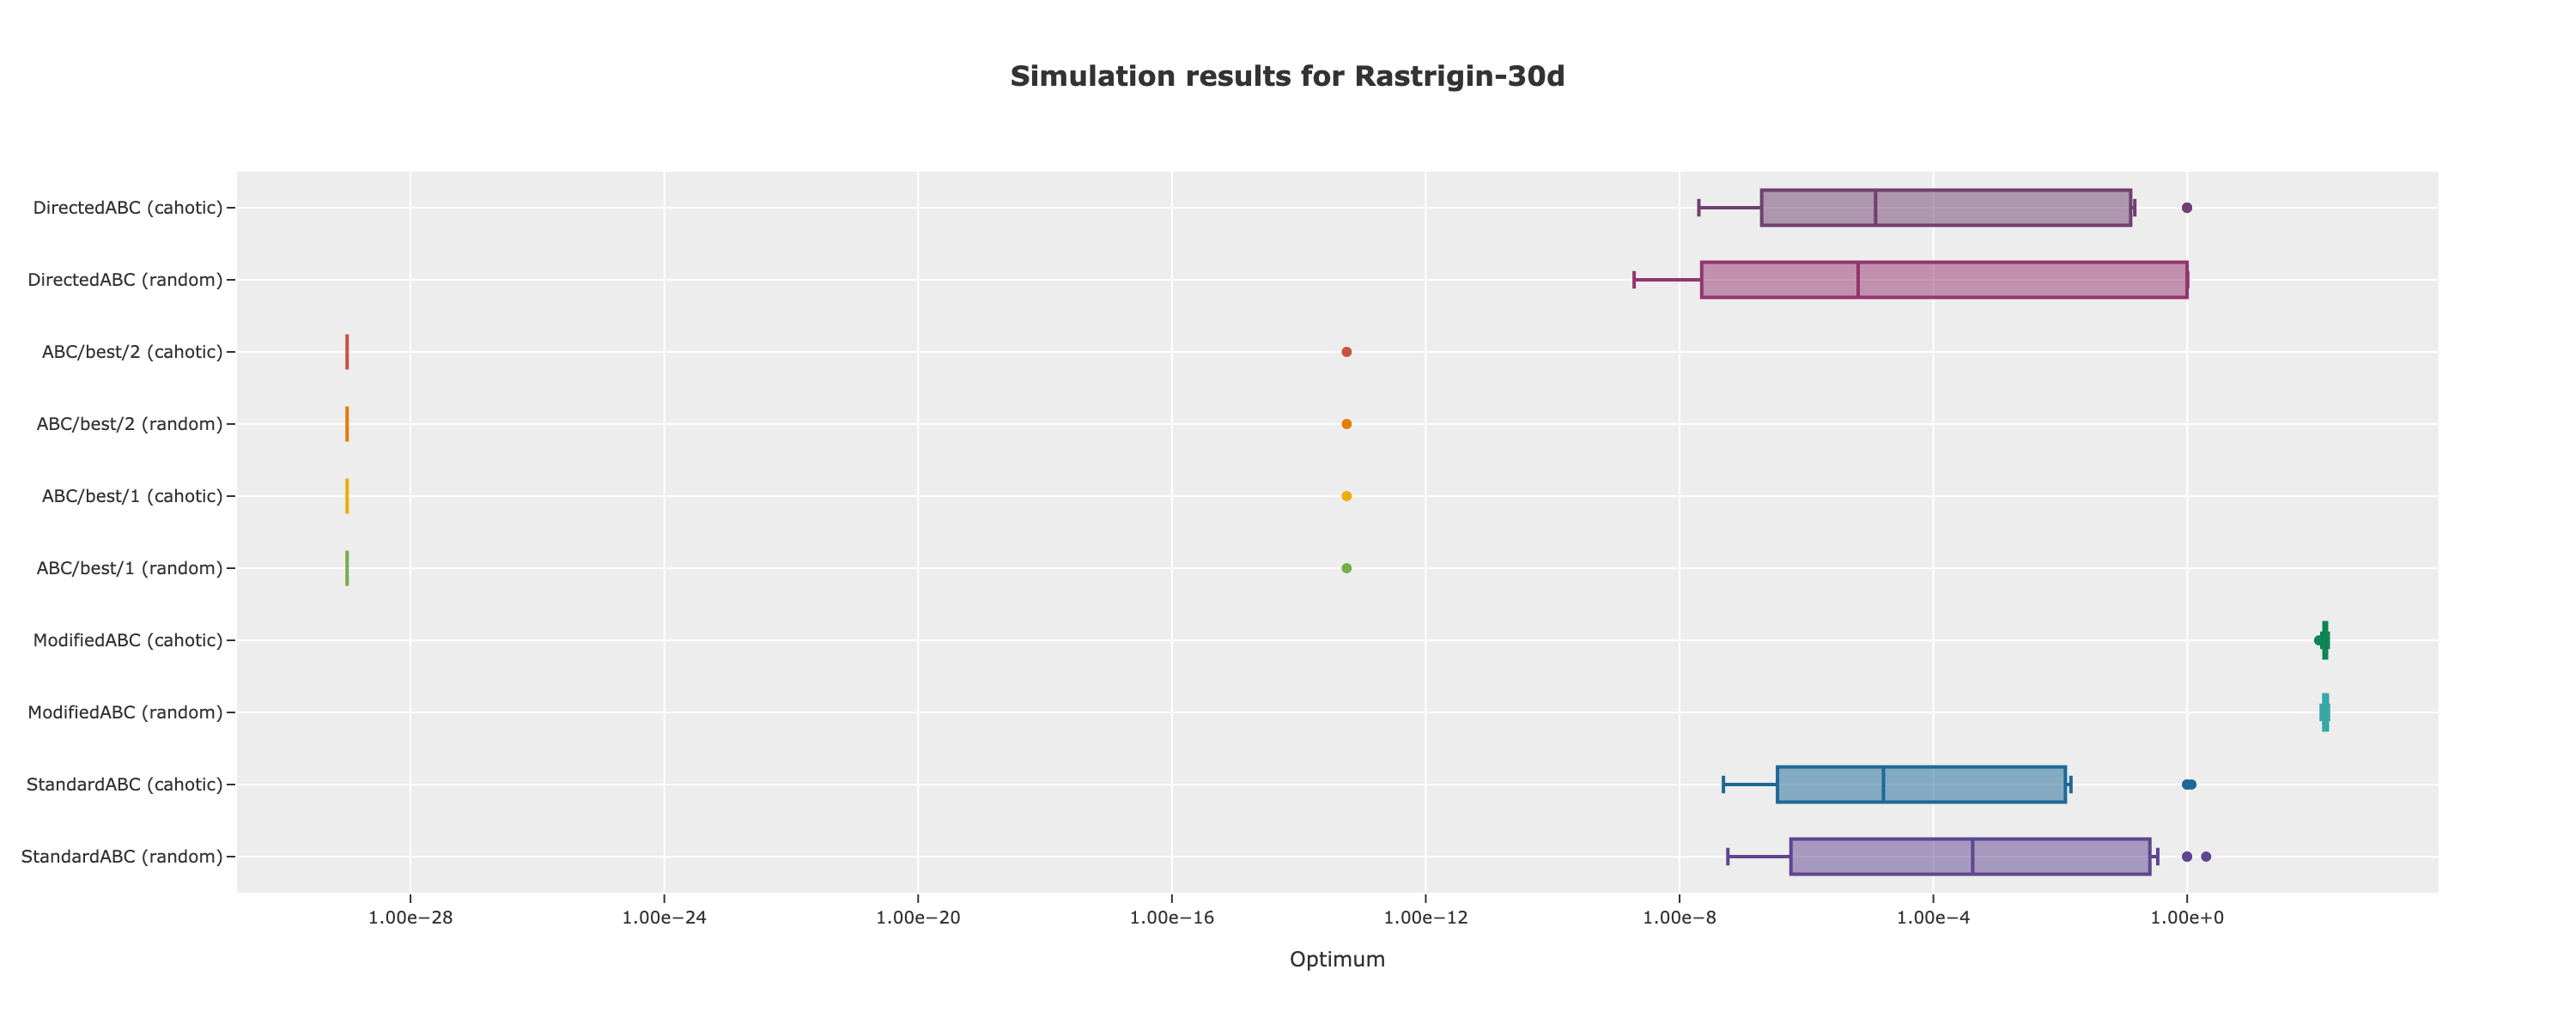 Simulation results for Rastrigin-30d
DirectedABC (cahotic)
DirectedABC (random)
ABC/best/2 (cahotic)
ABC/best/2 (random)
ABC/best/1 (cahotic)
ABC/best/1 (random)
ModifiedABC (cahotic)
ModifiedABC (random)
StandardABC (cahotic)
StandardABC (random)
1.00e−28 1.00e−24 1.00e−20 1.00e−16 1.00e−12 1.00e−8 1.00e−4 1.00e+0
Optimum